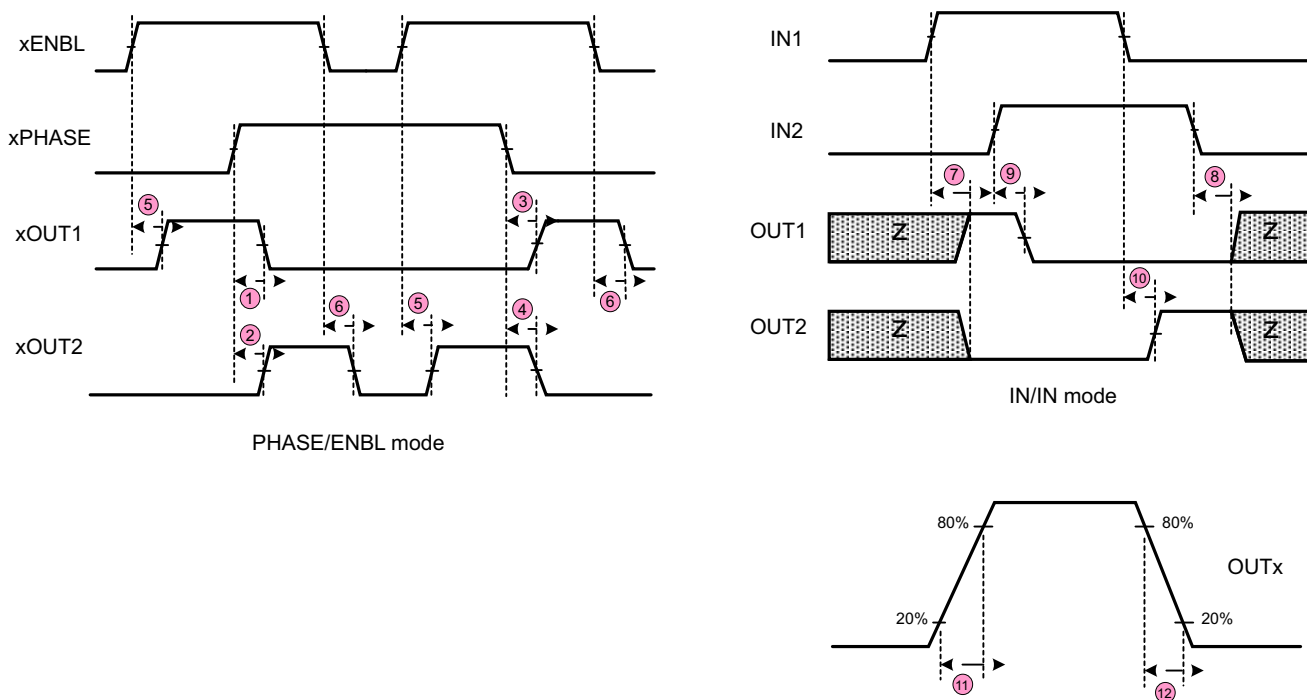 xENBL
xPHASE
5
3
xOUT1
1
6
5
4
6
2
xOUT2
PHASE/ENBL mode
IN1
IN2
7
9
8
OUT1
Z
Z
10
OUT2
Z
Z
IN/IN mode
80%
80%
OUTx
20%
20%
11
12